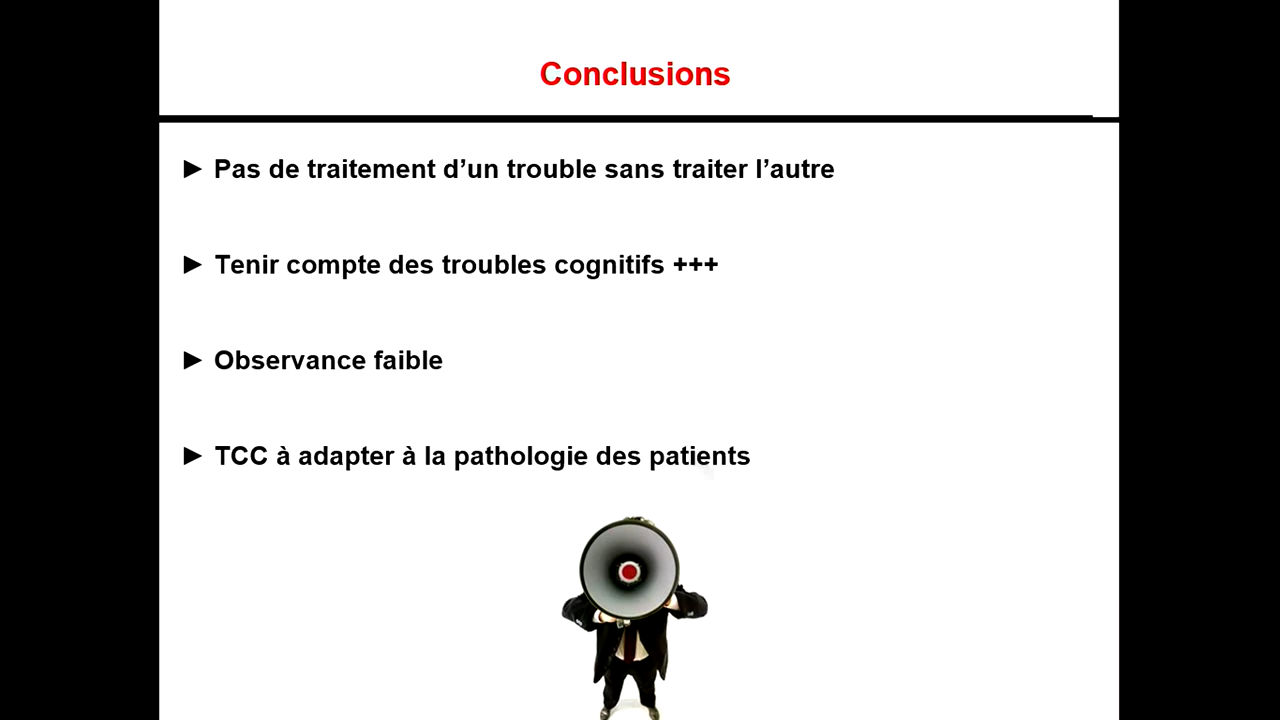 Conclusions
► Pas de traitement d’un trouble sans traiter l’autre
► Tenir compte des troubles cognitifs +++
► Observance faible
► TCC à adapter à la pathologie des patients